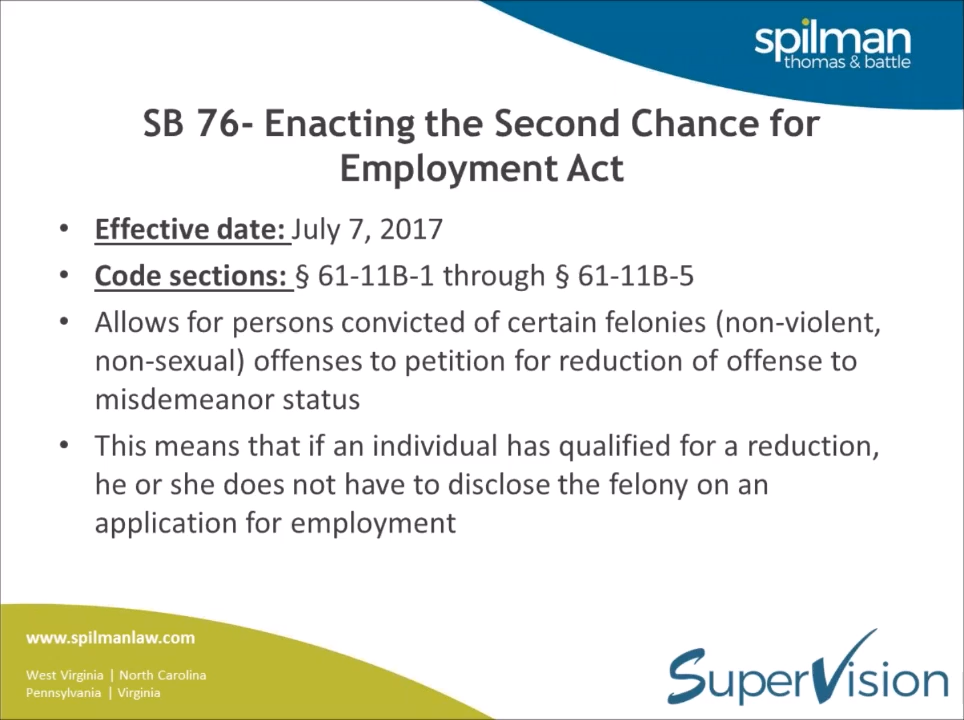 spilman
thomas & battle
SB 76- Enacting the Second Chance for
Employment Act
• Effective date: July 7, 2017
• Code sections: § 61-11B-1 through § 61-11B-5
• Allows for persons convicted of certain felonies (non-violent,
non-sexual) offenses to petition for reduction of offense to
misdemeanor status
• This means that if an individual has qualified for a reduction,
he or she does not have to disclose the felony on an
application for employment
www.spilmanlaw.com
West Virginia | North Carolina
Pennsylvania | Virginia
SuperVision